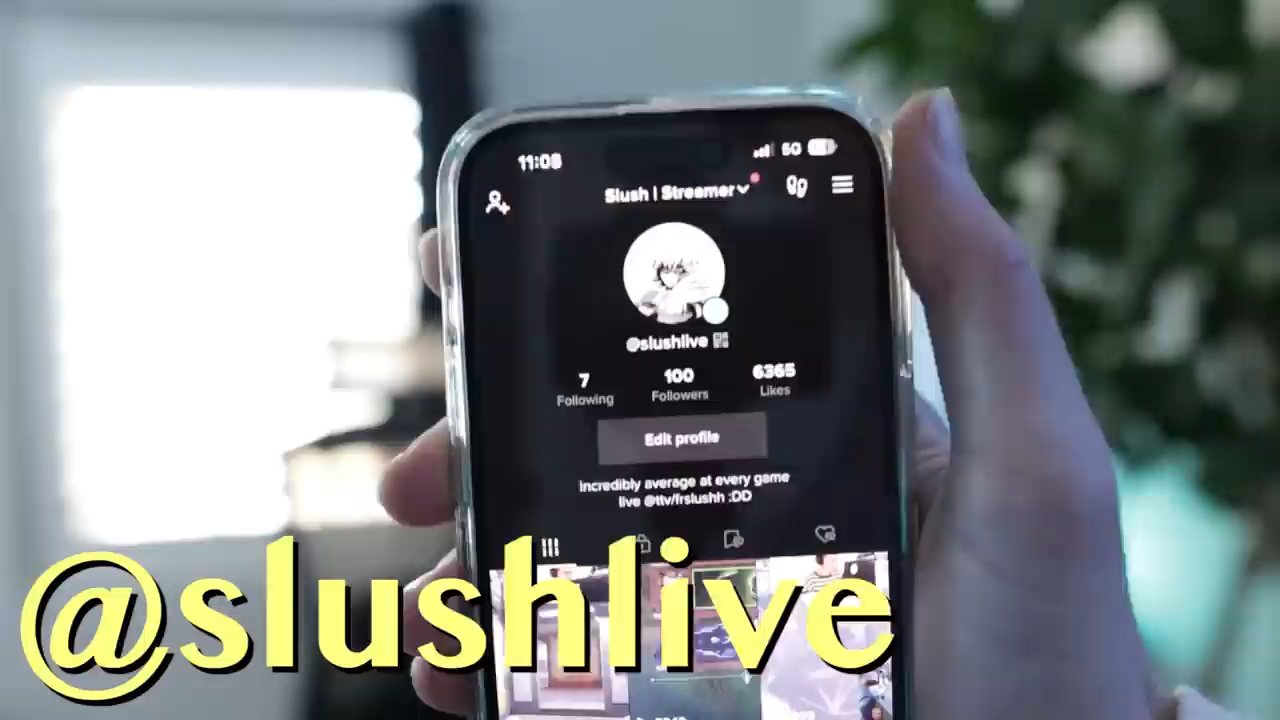 11:08
5G
Slush | Streamer
@slushlive
7 100 6365
Following Followers Likes
Edit profile
Incredibly average at every game
live @ttv/frslushh :DD
@slushlive